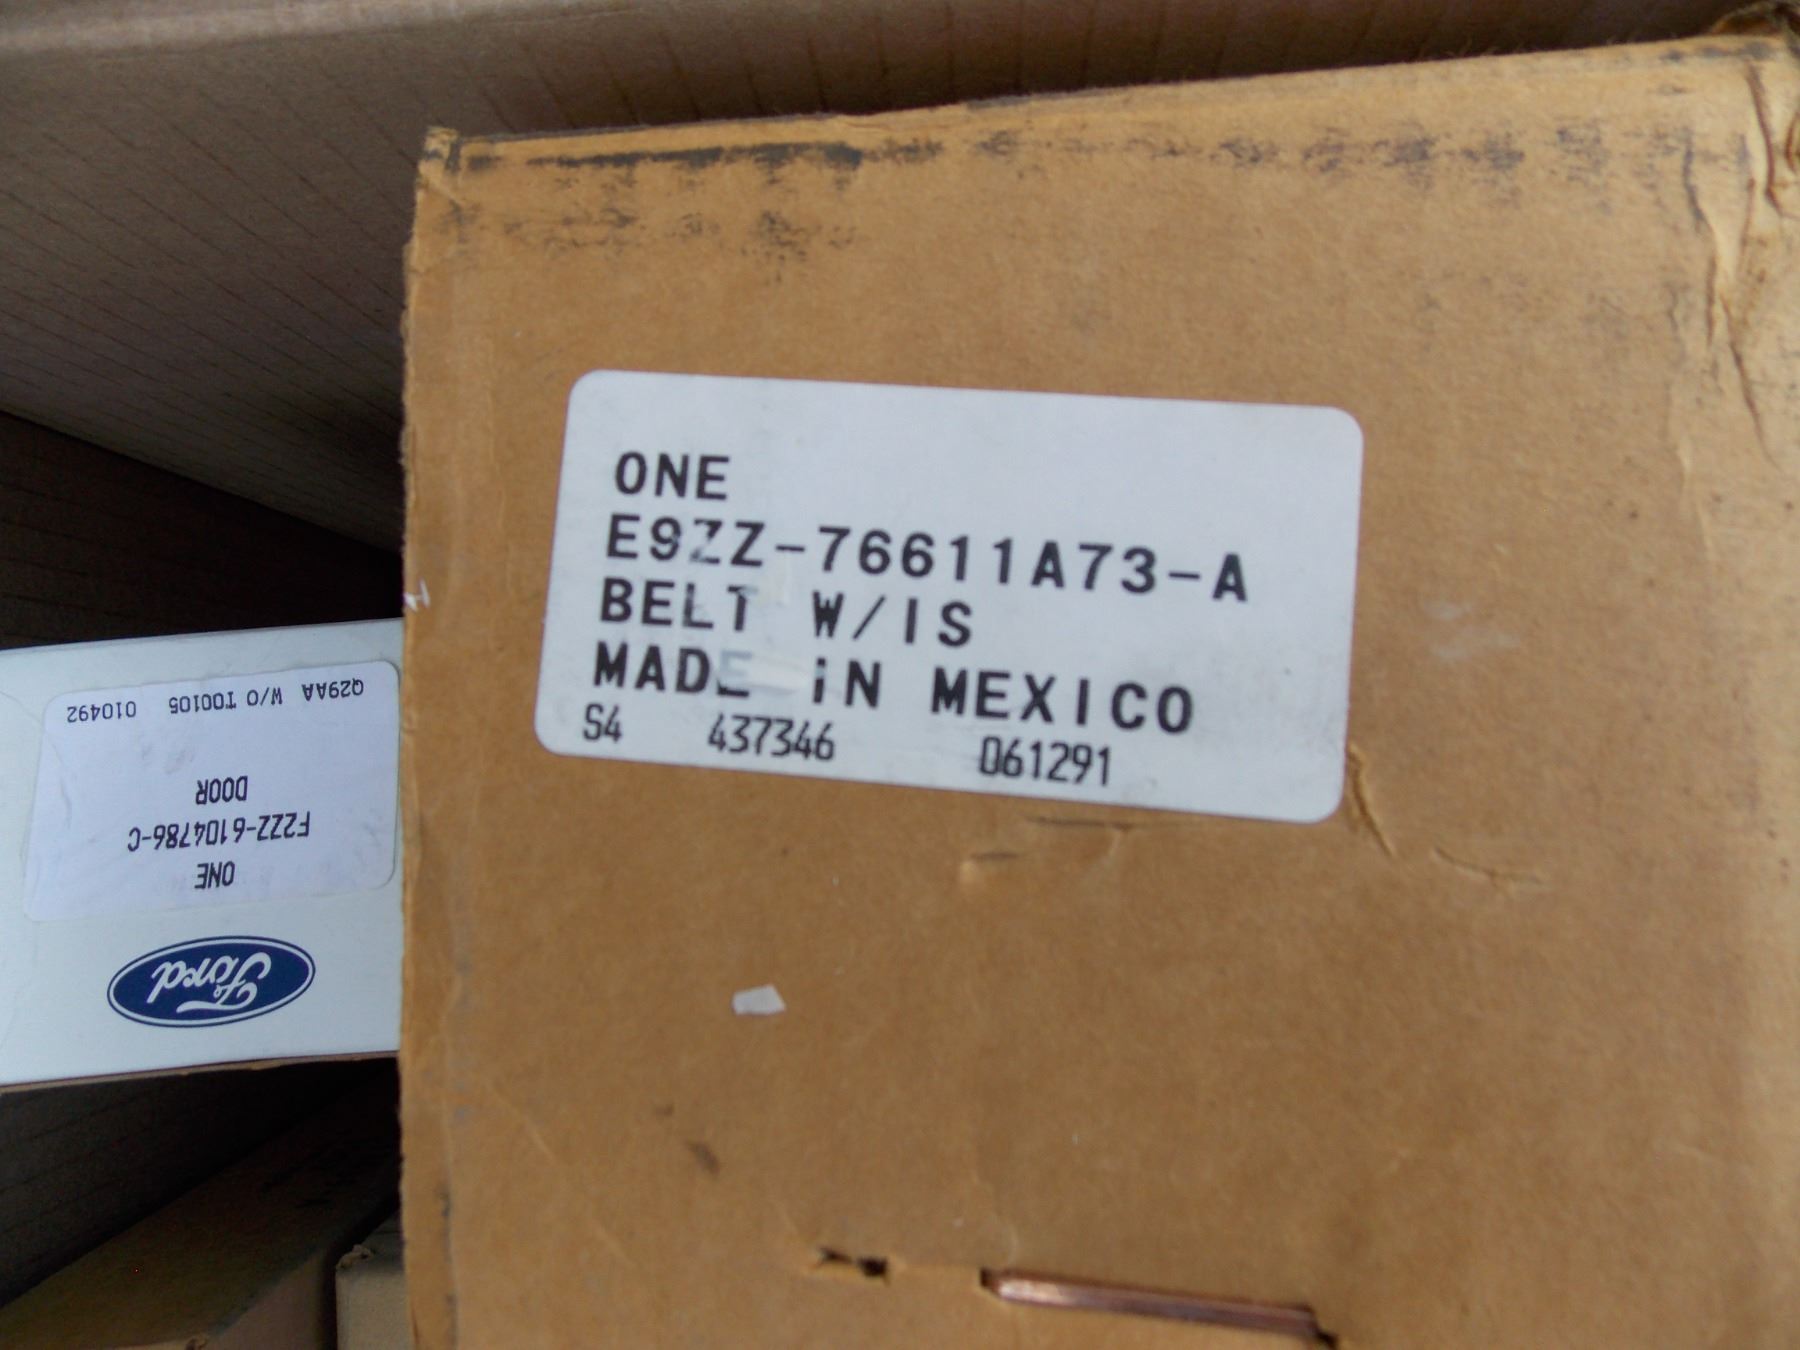 ONE
E9ZZ-76611A73-A
BELT W/IS
MADE iN MEXICO
S4 437346 061291
Ford
ONE
F2ZZ-6104786-C
DOOR
Q29AA W/O T00105 010492